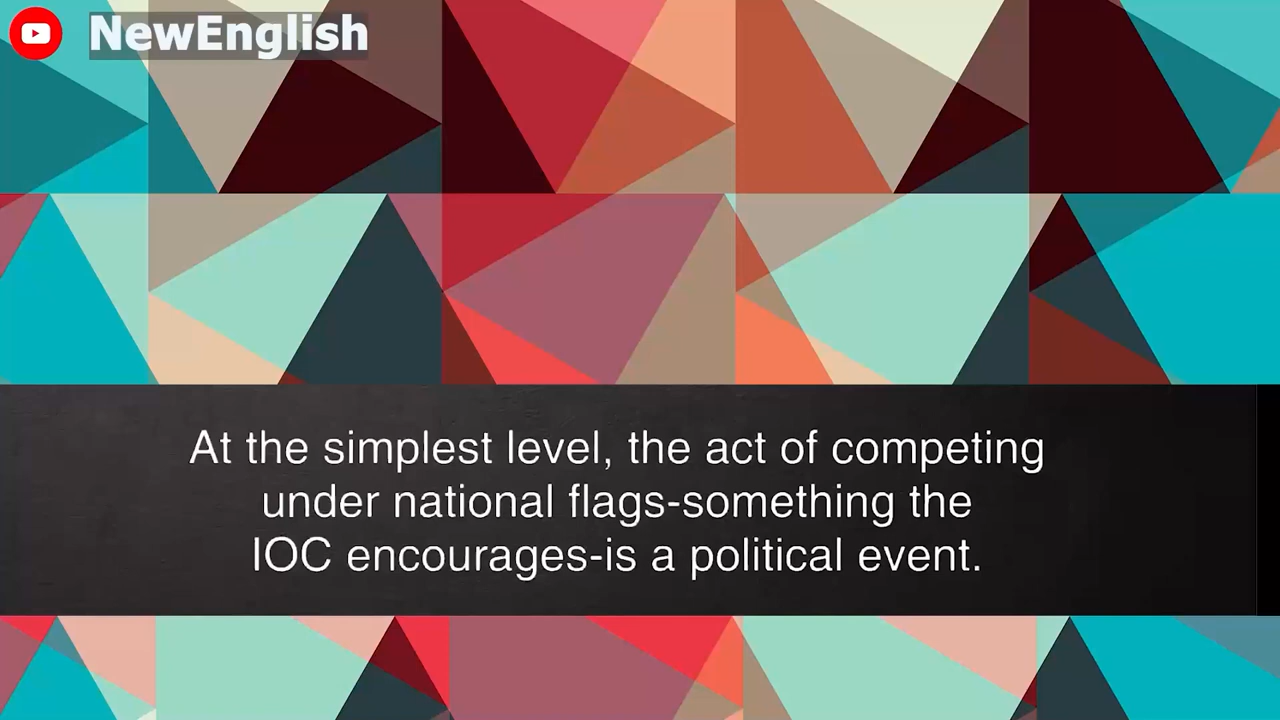 NewEnglish
At the simplest level, the act of competing
under national flags-something the
IOC encourages-is a political event.